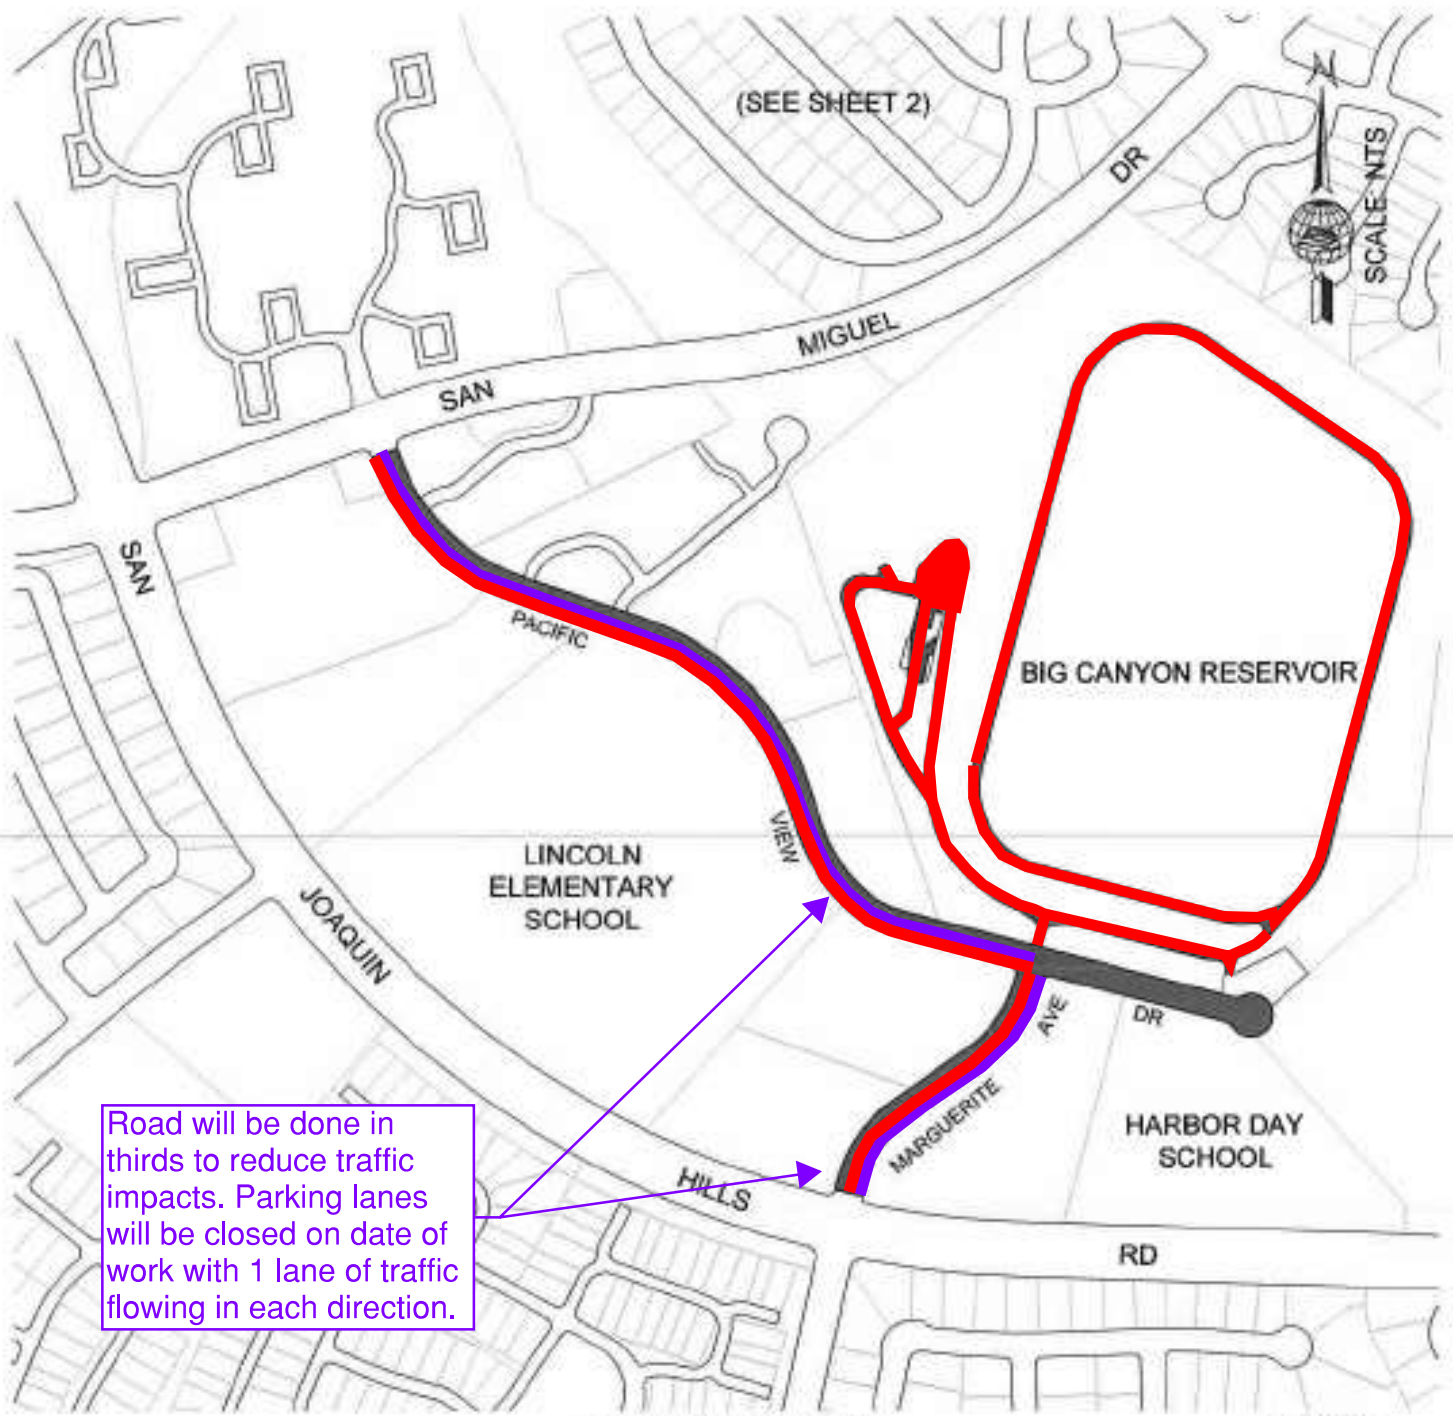 (SEE SHEET 2)
N
SCALE NTS
DR
MIGUEL
SAN
SAN
PACIFIC
BIG CANYON RESERVOIR
VIEW
LINCOLN
ELEMENTARY
SCHOOL
JOAQUIN
AVE
DR
MARGUERITE
HARBOR DAY
SCHOOL
Road will be done in
thirds to reduce traffic
impacts. Parking lanes
will be closed on date of
work with 1 lane of traffic
flowing in each direction.
HILLS
RD